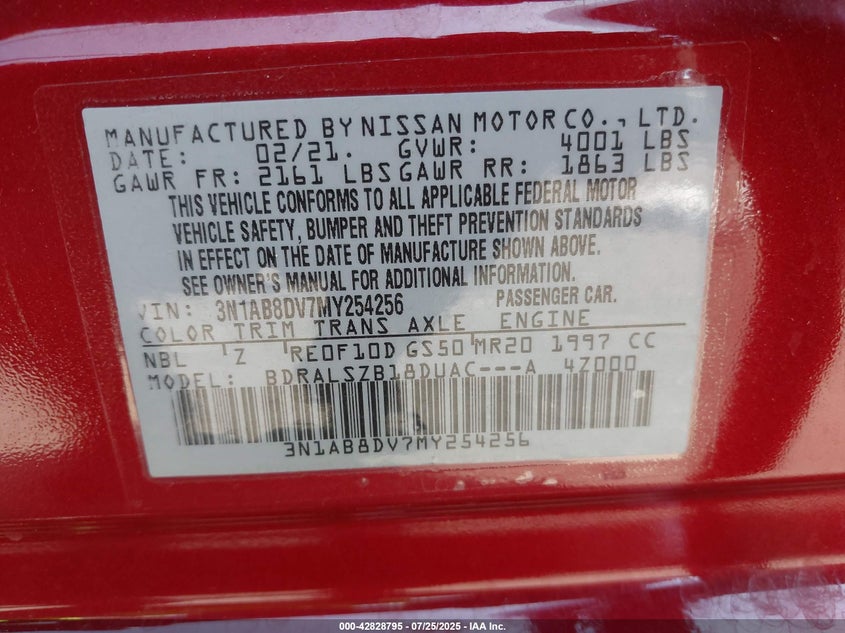 MANUFACTURED BY NISSAN MOTOR CO., LTD.
DATE: 02/21. GVWR: 4001 LBS
GAWR FR: 2161 LBS GAWR RR: 1863 LBS
THIS VEHICLE CONFORMS TO ALL APPLICABLE FEDERAL MOTOR
VEHICLE SAFETY, BUMPER AND THEFT PREVENTION STANDARDS
IN EFFECT ON THE DATE OF MANUFACTURE SHOWN ABOVE.
SEE OWNER'S MANUAL FOR ADDITIONAL INFORMATION.
VIN: 3N1AB8DV7MY254256 PASSENGER CAR.
COLOR TRIM TRANS AXLE ENGINE
NBL Z RE0F10D GS50 MR20 1997 CC
MODEL: BDRALSZB18DUAC---A 4Z000
3N1AB8DV7MY254256
000-42828795 - 07/25/2025 - IAA Inc.